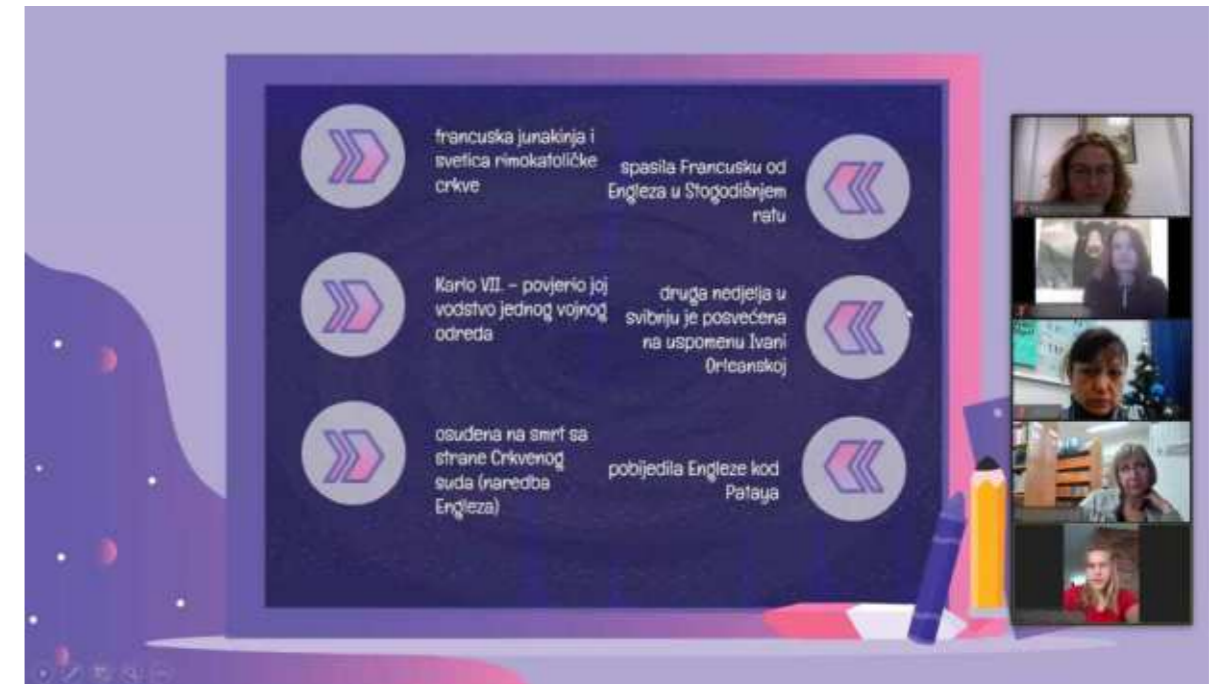 francuska junakinja i
svetica rimokatoličke
crkve
spasila Francusku od
Engleza u Stogodišnjem
ratu
Karlo VII. – povjerio joj
vodstvo jednog vojnog
odreda
druga nedjelja u
svibnju je posvećena
na uspomenu Ivani
Orleanskoj
osuđena na smrt sa
strane Crkvenog
suda (naredba
Engleza)
pobijedila Engleze kod
Pataya